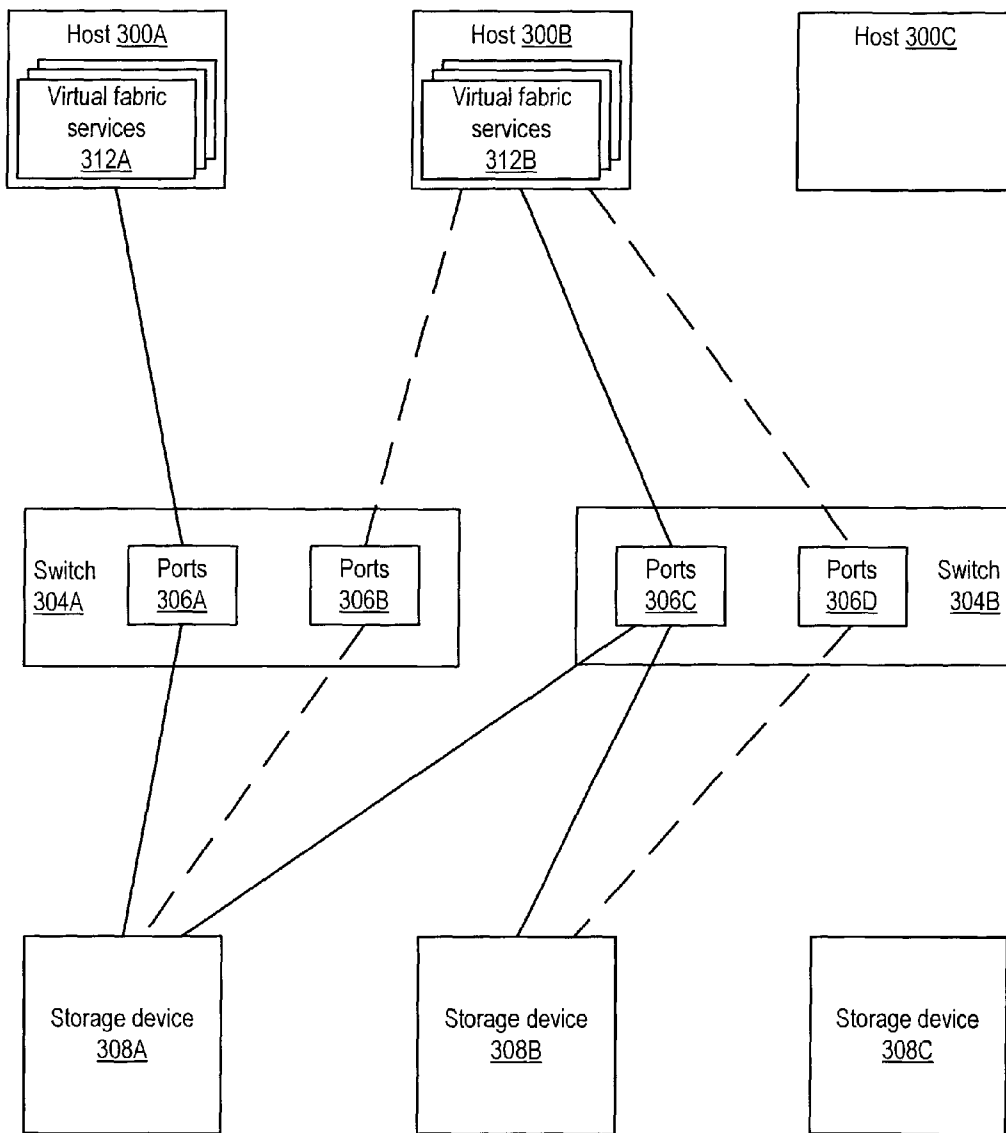 Host 300A
Virtual fabric
services
312A
Host 300B
Virtual fabric
services
312B
Host 300C
Switch
304A
Ports
306A
Ports
306B
Ports
306C
Ports
306D
Switch
304B
Storage device
308A
Storage device
308B
Storage device
308C